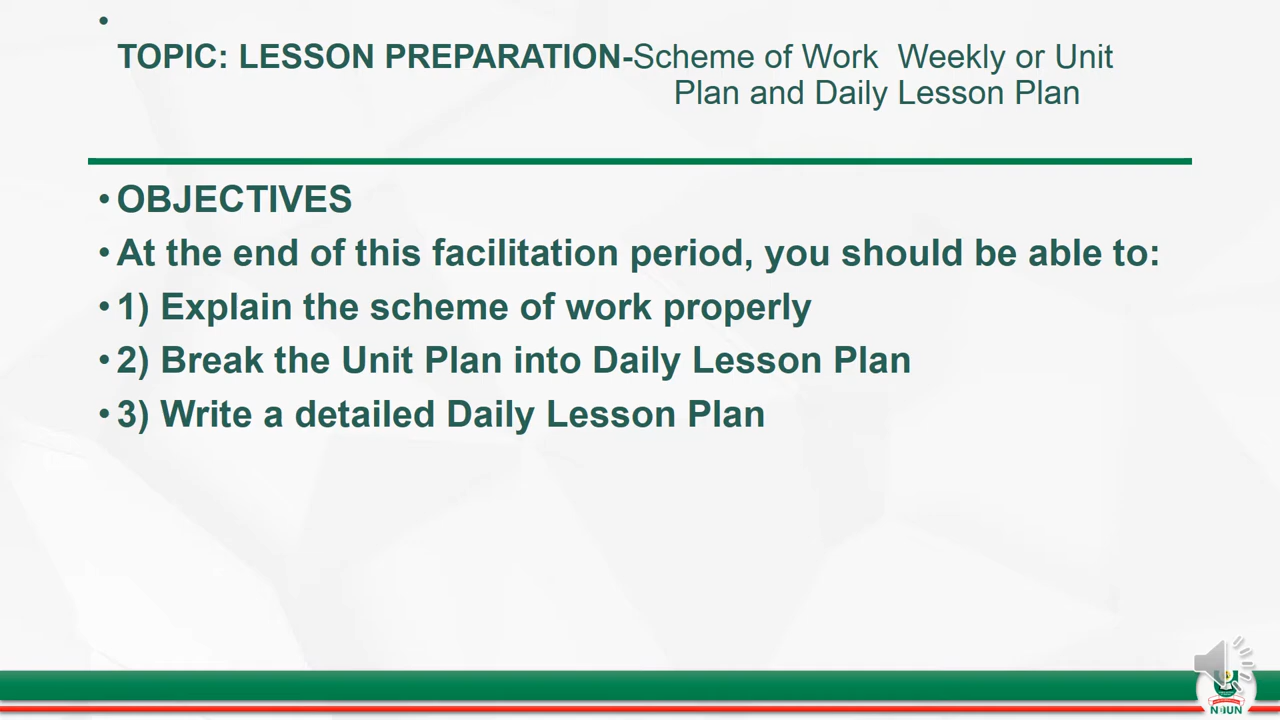 •
TOPIC: LESSON PREPARATION-Scheme of Work  Weekly or Unit
Plan and Daily Lesson Plan
• OBJECTIVES
• At the end of this facilitation period, you should be able to:
• 1) Explain the scheme of work properly
• 2) Break the Unit Plan into Daily Lesson Plan
• 3) Write a detailed Daily Lesson Plan